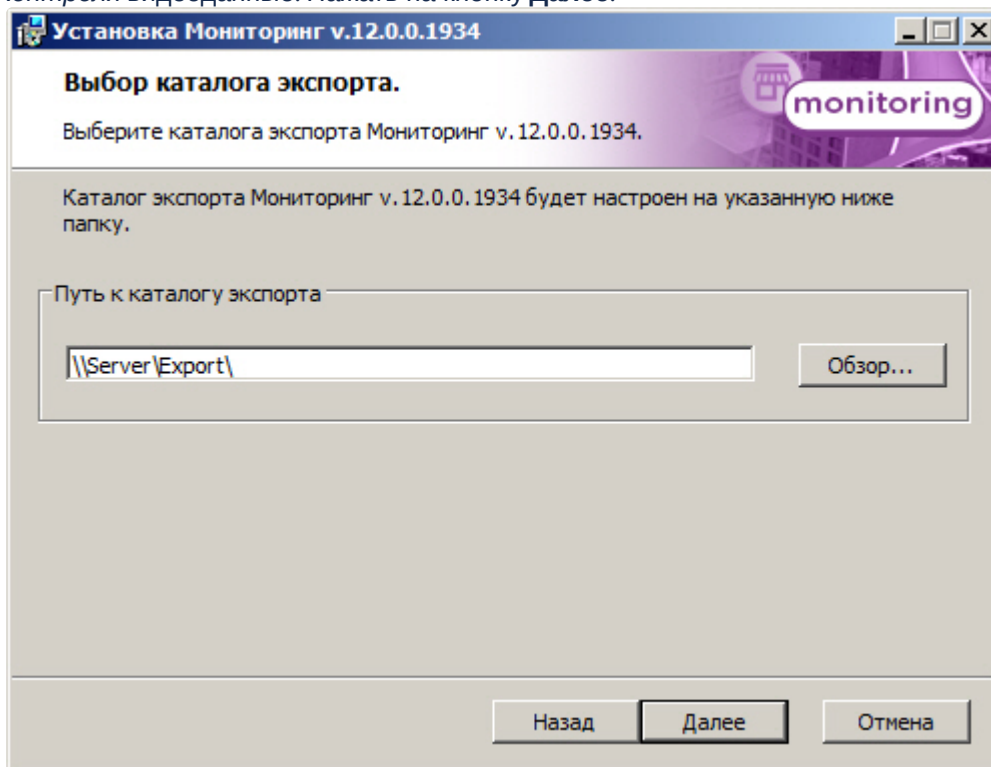 Установка Мониторинг v.12.0.0.1934
Выбор каталога экспорта.
monitoring
Выберите каталога экспорта Мониторинг v.12.0.0.1934.
Каталог экспорта Мониторинг v.12.0.0.1934 будет настроен на указанную ниже
папку.
Путь к каталогу экспорта
\\Server\Export\
Обзор...
Назад
Далее
Отмена